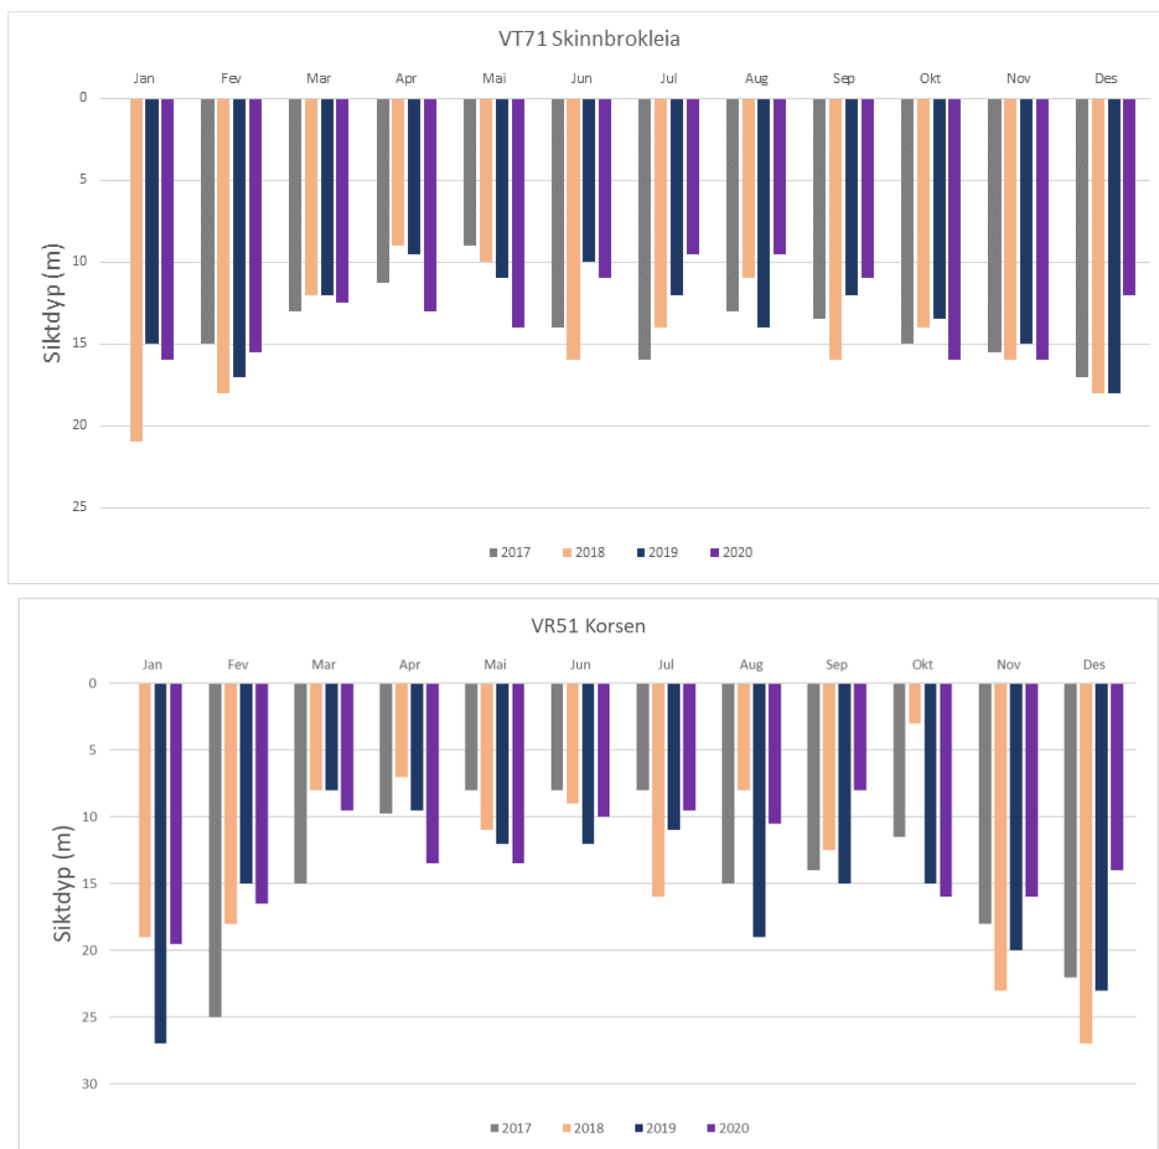 VT71 Skinnbrokleia
Jan Fev Mar Apr Mai Jun Jul Aug Sep Okt Nov Des
0
5
10
15
20
25
Siktdyp (m)
2017 2018 2019 2020
VR51 Korsen
Jan Fev Mar Apr Mai Jun Jul Aug Sep Okt Nov Des
0
5
10
15
20
25
30
Siktdyp (m)
2017 2018 2019 2020